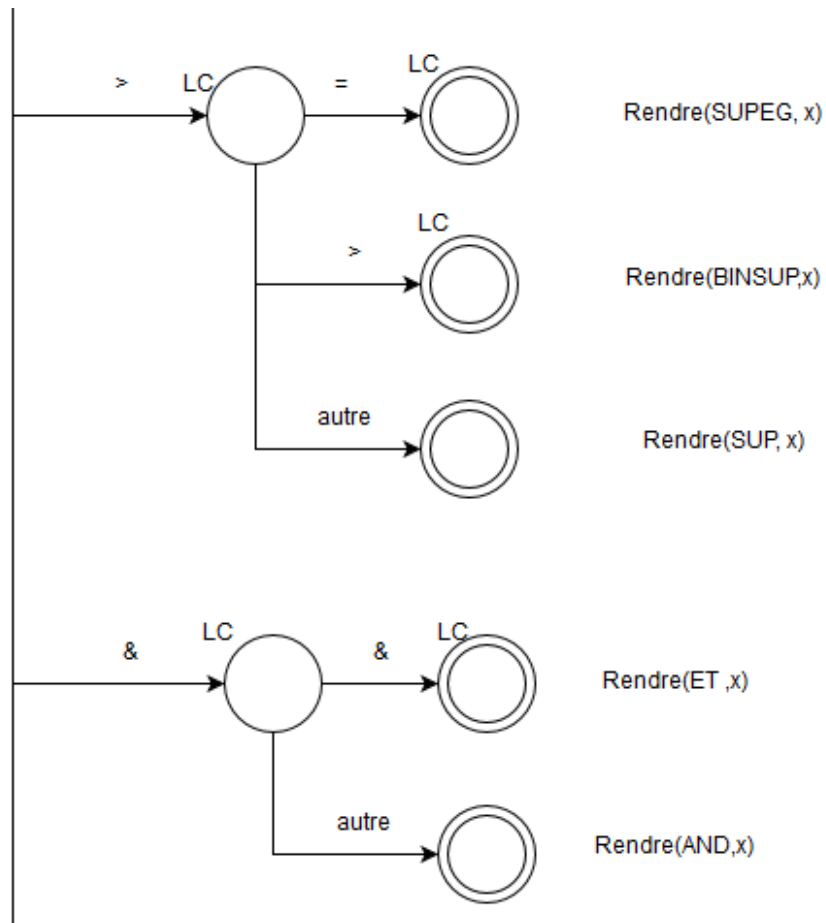 > LC = LC Rendre(SUPEG, x)
LC
> Rendre(BINSUP,x)
autre Rendre(SUP, x)
LC LC
& & Rendre(ET ,x)
autre Rendre(AND,x)